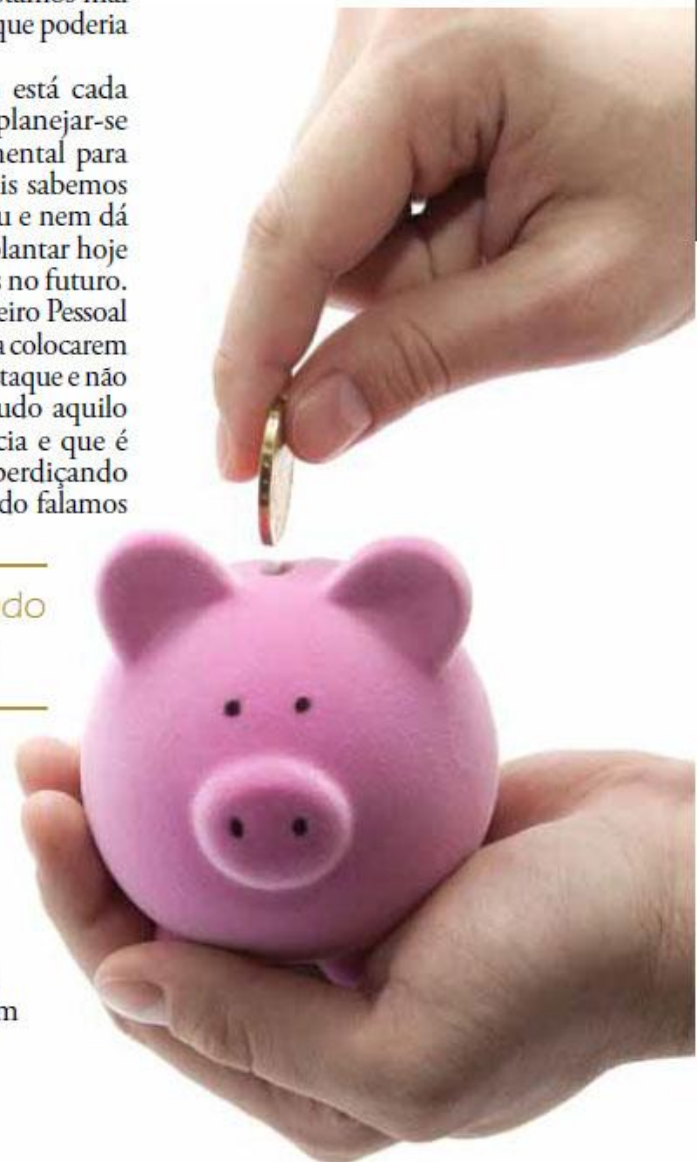 que poderia
está cada
planejar-se
mental para
is sabemos
u e nem dá
plantar hoje
s no futuro.
eiro Pessoal
a colocarem
taque e não
udo aquilo
cia e que é
perdiçando
do falamos
do
m